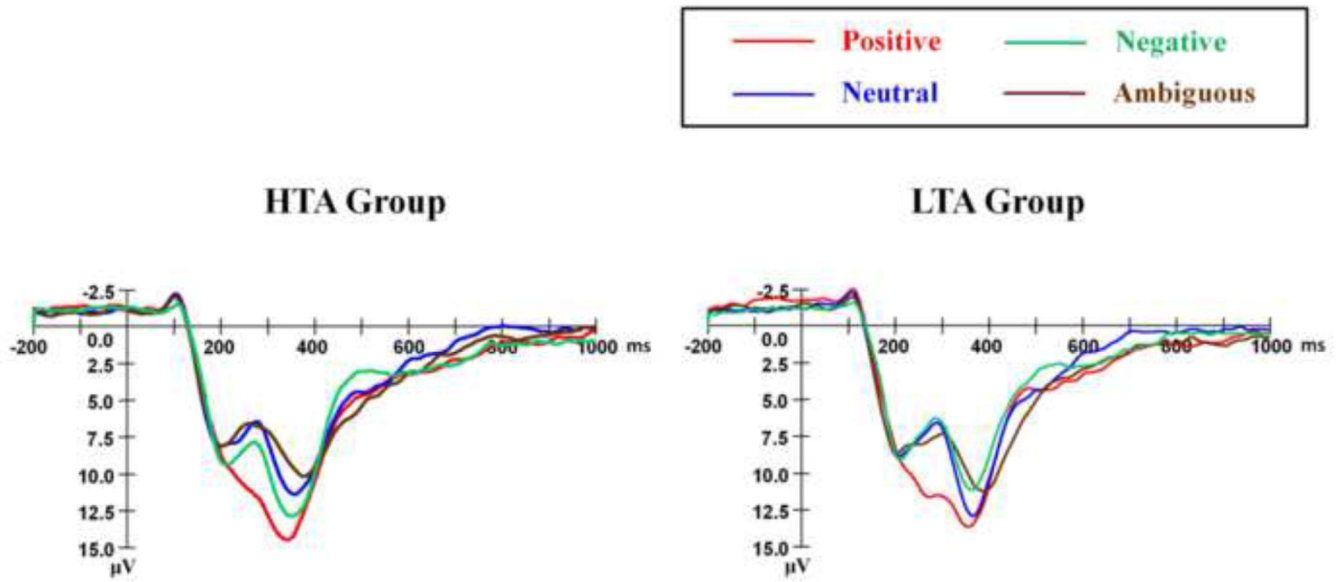 Positive Negative
Neutral Ambiguous
HTA Group LTA Group
-2.5 -2.5
-200 0.0 200 400 600 1000 ms -200 0.0 200 400 600 800 1000 ms
2.5 2.5
5.0 5.0
7.5 7.5
10.0 10.0
12.5 12.5
15.0 15.0
μV μV